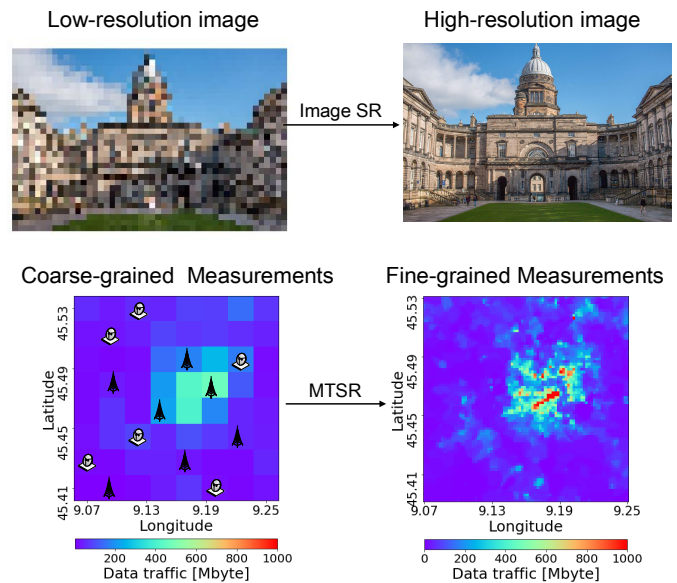 Low-resolution image
High-resolution image
Image SR
Coarse-grained Measurements
Fine-grained Measurements
45.53
45.49
45.45
45.41
Latitude
9.07 9.13 9.19 9.25
Longitude
200 400 600 800 1000
Data traffic [Mbyte]
MTSR
45.53
45.49
45.45
45.41
Latitude
9.07 9.13 9.19 9.25
Longitude
0 200 400 600 800 1000
Data traffic [Mbyte]